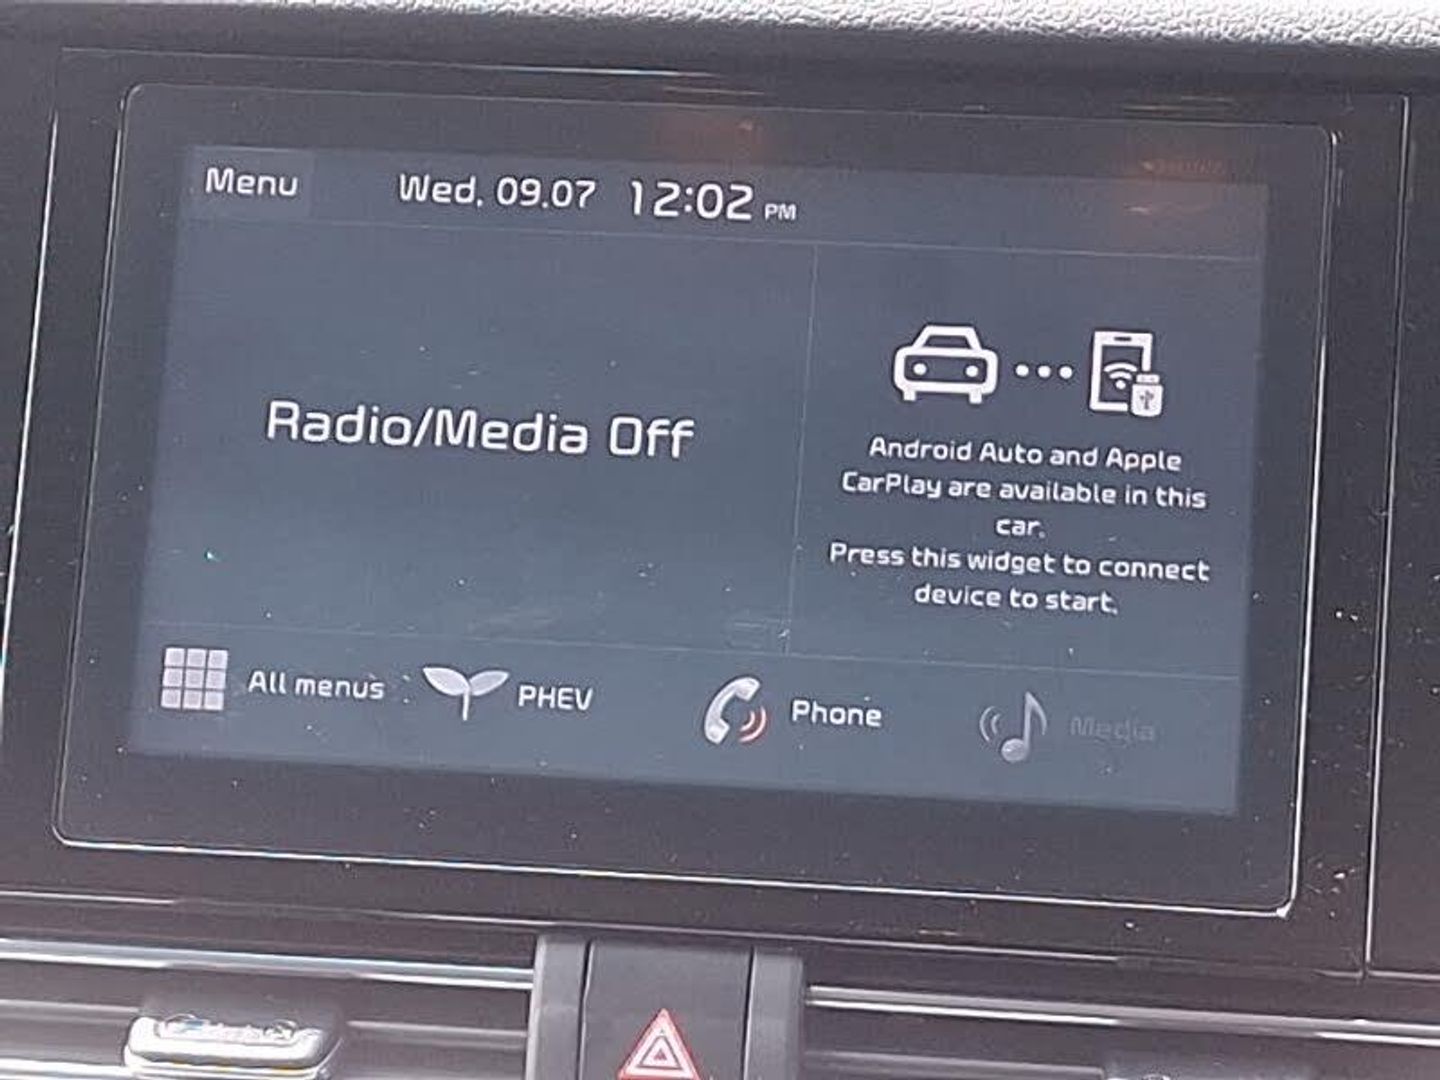 Menu
Wed, 09.07 12:02 PM
Radio/Media Off
Android Auto and Apple
CarPlay are available in this
car.
Press this widget to connect
device to start.
All menus
PHEV
Phone
Media